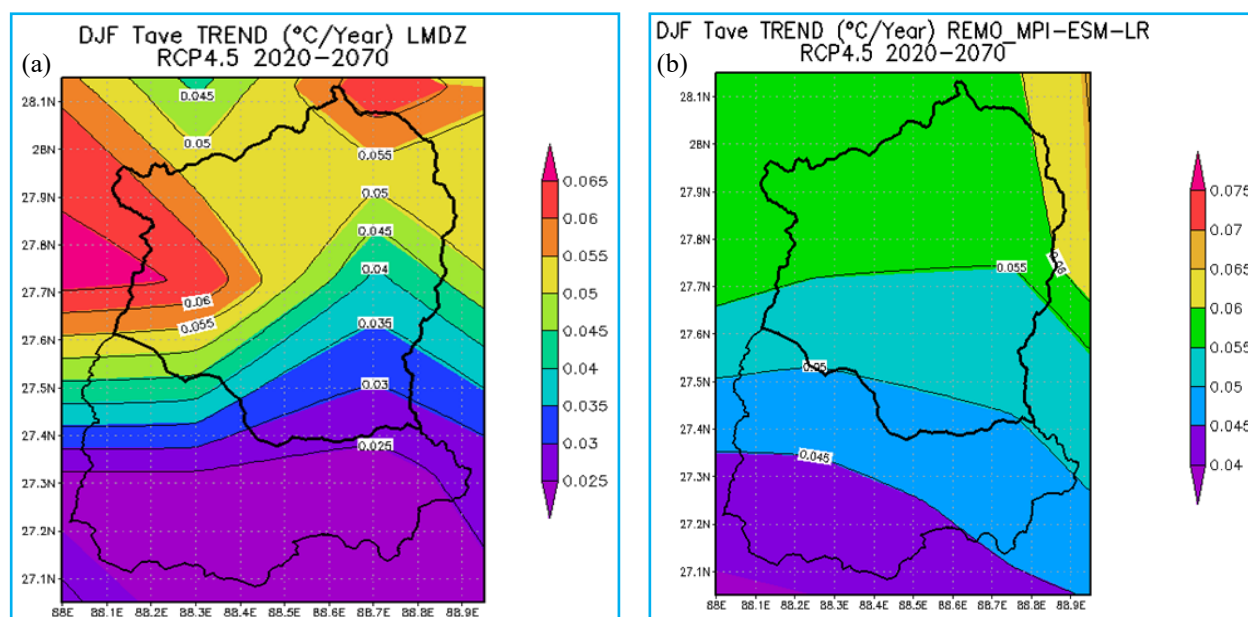 DJF Tave TREND (°C/Year) LMDZ
RCP4.5 2020-2070
(a)
28.1N
28N
27.9N
27.8N
27.7N
27.6N
27.5N
27.4N
27.3N
27.2N
27.1N
88E 88.1E 88.2E 88.3E 88.4E 88.5E 88.6E 88.7E 88.8E 88.9E
0.045
0.05
0.055
0.05
0.045
0.04
0.06
0.055
0.035
0.03
0.025
0.065
0.06
0.055
0.05
0.045
0.04
0.035
0.03
0.025
DJF Tave TREND (°C/Year) REMO_MPI-ESM-LR
RCP4.5 2020-2070
(b)
28.1N
28N
27.9N
27.8N
27.7N
27.6N
27.5N
27.4N
27.3N
27.2N
27.1N
88E 88.1E 88.2E 88.3E 88.4E 88.5E 88.6E 88.7E 88.8E 88.9E
0.06
0.055
0.05
0.045
0.075
0.07
0.065
0.06
0.055
0.05
0.045
0.04